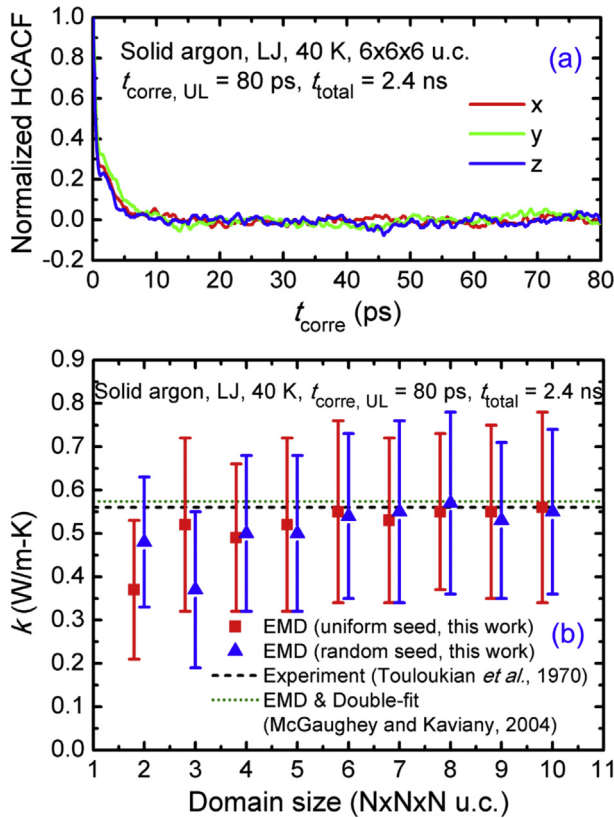 Normalized HCACF
1.0
0.8
0.6
0.4
0.2
0.0
-0.2
Solid argon, LJ, 40 K, 6x6x6 u.c.
t_corre, UL = 80 ps, t_total = 2.4 ns
(a)
x
y
z
0 10 20 30 40 50 60 70 80
t_corre (ps)
k (W/m-K)
0.9
0.8
0.7
0.6
0.5
0.4
0.3
0.2
0.1
0.0
Solid argon, LJ, 40 K, t_corre, UL = 80 ps, t_total = 2.4 ns
EMD (uniform seed, this work)
(b)
EMD (random seed, this work)
Experiment (Touloukian et al., 1970)
EMD & Double-fit
(McGaughey and Kaviany, 2004)
1 2 3 4 5 6 7 8 9 10 11
Domain size (NxNxN u.c.)